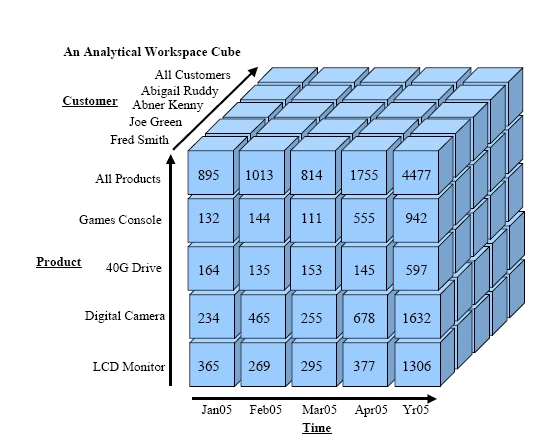 An Analytical Workspace Cube
Customer
All Customers
Abigail Ruddy
Abner Kenny
Joe Green
Fred Smith
Product
All Products 895 1013 814 1755 4477
Games Console 132 144 111 555 942
40G Drive 164 135 153 145 597
Digital Camera 234 465 255 678 1632
LCD Monitor 365 269 295 377 1306
Jan05 Feb05 Mar05 Apr05 Yr05
Time